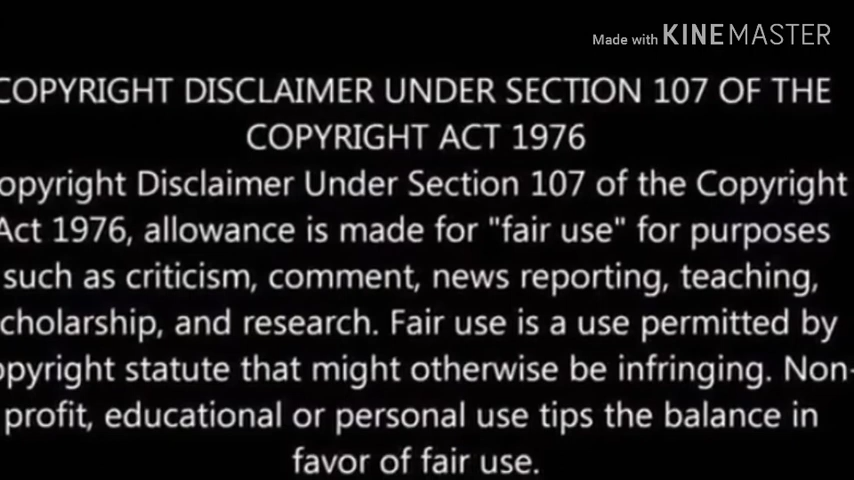 Made with KINEMASTER
COPYRIGHT DISCLAIMER UNDER SECTION 107 OF THE
COPYRIGHT ACT 1976
opyright Disclaimer Under Section 107 of the Copyright
Act 1976, allowance is made for "fair use" for purposes
such as criticism, comment, news reporting, teaching,
cholarship, and research. Fair use is a use permitted by
opyright statute that might otherwise be infringing. Non-
profit, educational or personal use tips the balance in
favor of fair use.